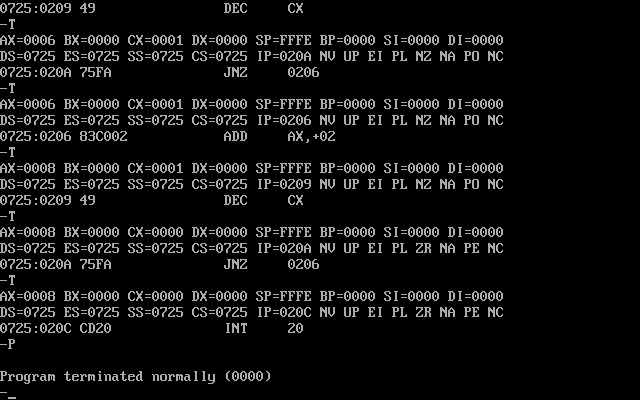 0725:0209 49            DEC     CX
-T
AX=0006 BX=0000 CX=0001 DX=0000 SP=FFFE BP=0000 SI=0000 DI=0000
DS=0725 ES=0725 SS=0725 CS=0725 IP=020A NV UP EI PL NZ NA PO NC
0725:020A 75FA          JNZ     0206
-T
AX=0006 BX=0000 CX=0001 DX=0000 SP=FFFE BP=0000 SI=0000 DI=0000
DS=0725 ES=0725 SS=0725 CS=0725 IP=0206 NV UP EI PL NZ NA PO NC
0725:0206 83C002        ADD     AX,+02
-T
AX=0008 BX=0000 CX=0001 DX=0000 SP=FFFE BP=0000 SI=0000 DI=0000
DS=0725 ES=0725 SS=0725 CS=0725 IP=0209 NV UP EI PL NZ NA PO NC
0725:0209 49            DEC     CX
-T
AX=0008 BX=0000 CX=0000 DX=0000 SP=FFFE BP=0000 SI=0000 DI=0000
DS=0725 ES=0725 SS=0725 CS=0725 IP=020A NV UP EI PL ZR NA PE NC
0725:020A 75FA          JNZ     0206
-T
AX=0008 BX=0000 CX=0000 DX=0000 SP=FFFE BP=0000 SI=0000 DI=0000
DS=0725 ES=0725 SS=0725 CS=0725 IP=020C NV UP EI PL ZR NA PE NC
0725:020C CD20          INT     20
-P
Program terminated normally (0000)
-_